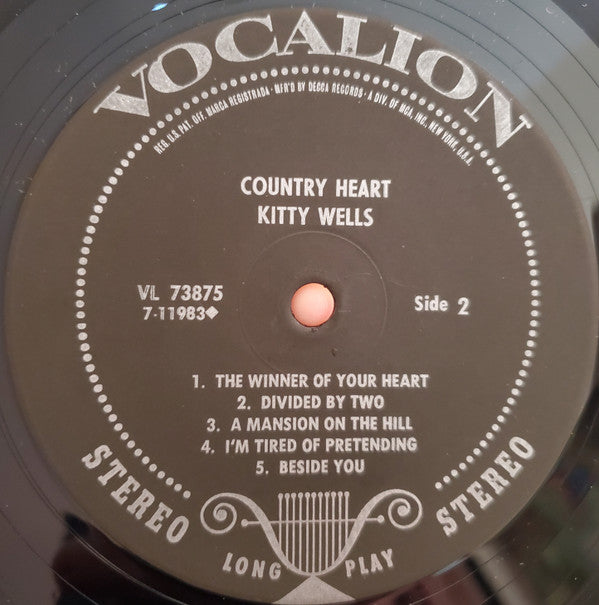 VOCALION
REG. U.S. PAT. OFF. MARCA REGISTRADA · MFR'D BY DECCA RECORDS · A DIV. OF MCA, INC., NEW YORK, U.S.A.
COUNTRY HEART
KITTY WELLS
VL 73875
7-11983◆
Side 2
1. THE WINNER OF YOUR HEART
2. DIVIDED BY TWO
3. A MANSION ON THE HILL
4. I'M TIRED OF PRETENDING
5. BESIDE YOU
STEREO
STEREO
LONG PLAY